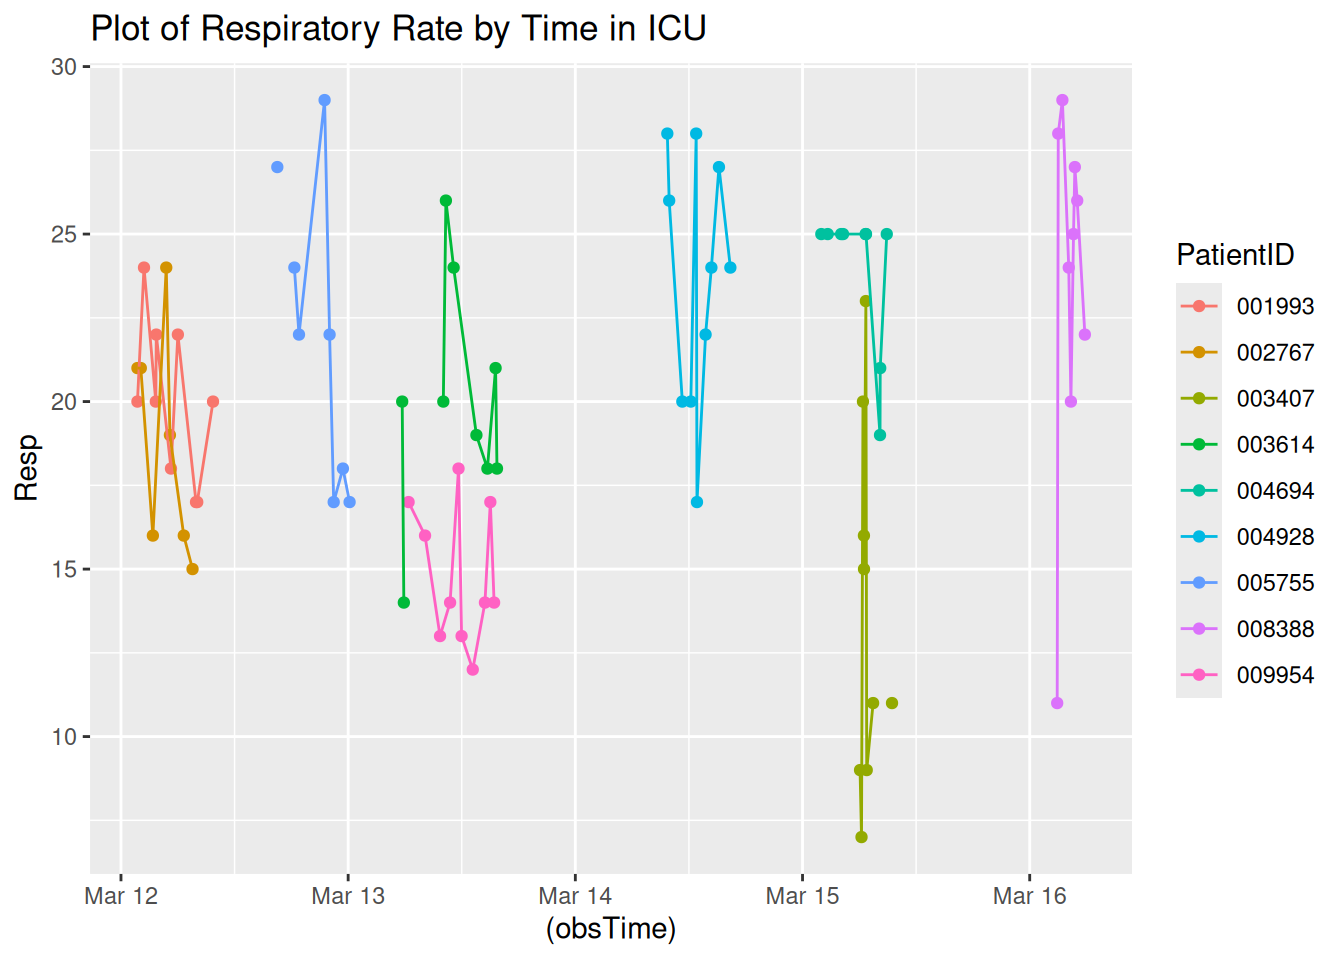 Plot of Respiratory Rate by Time in ICU
30
25
20
15
10
Resp
Mar 12
Mar 13
Mar 14
Mar 15
Mar 16
(obsTime)
PatientID
001993
002767
003407
003614
004694
004928
005755
008388
009954